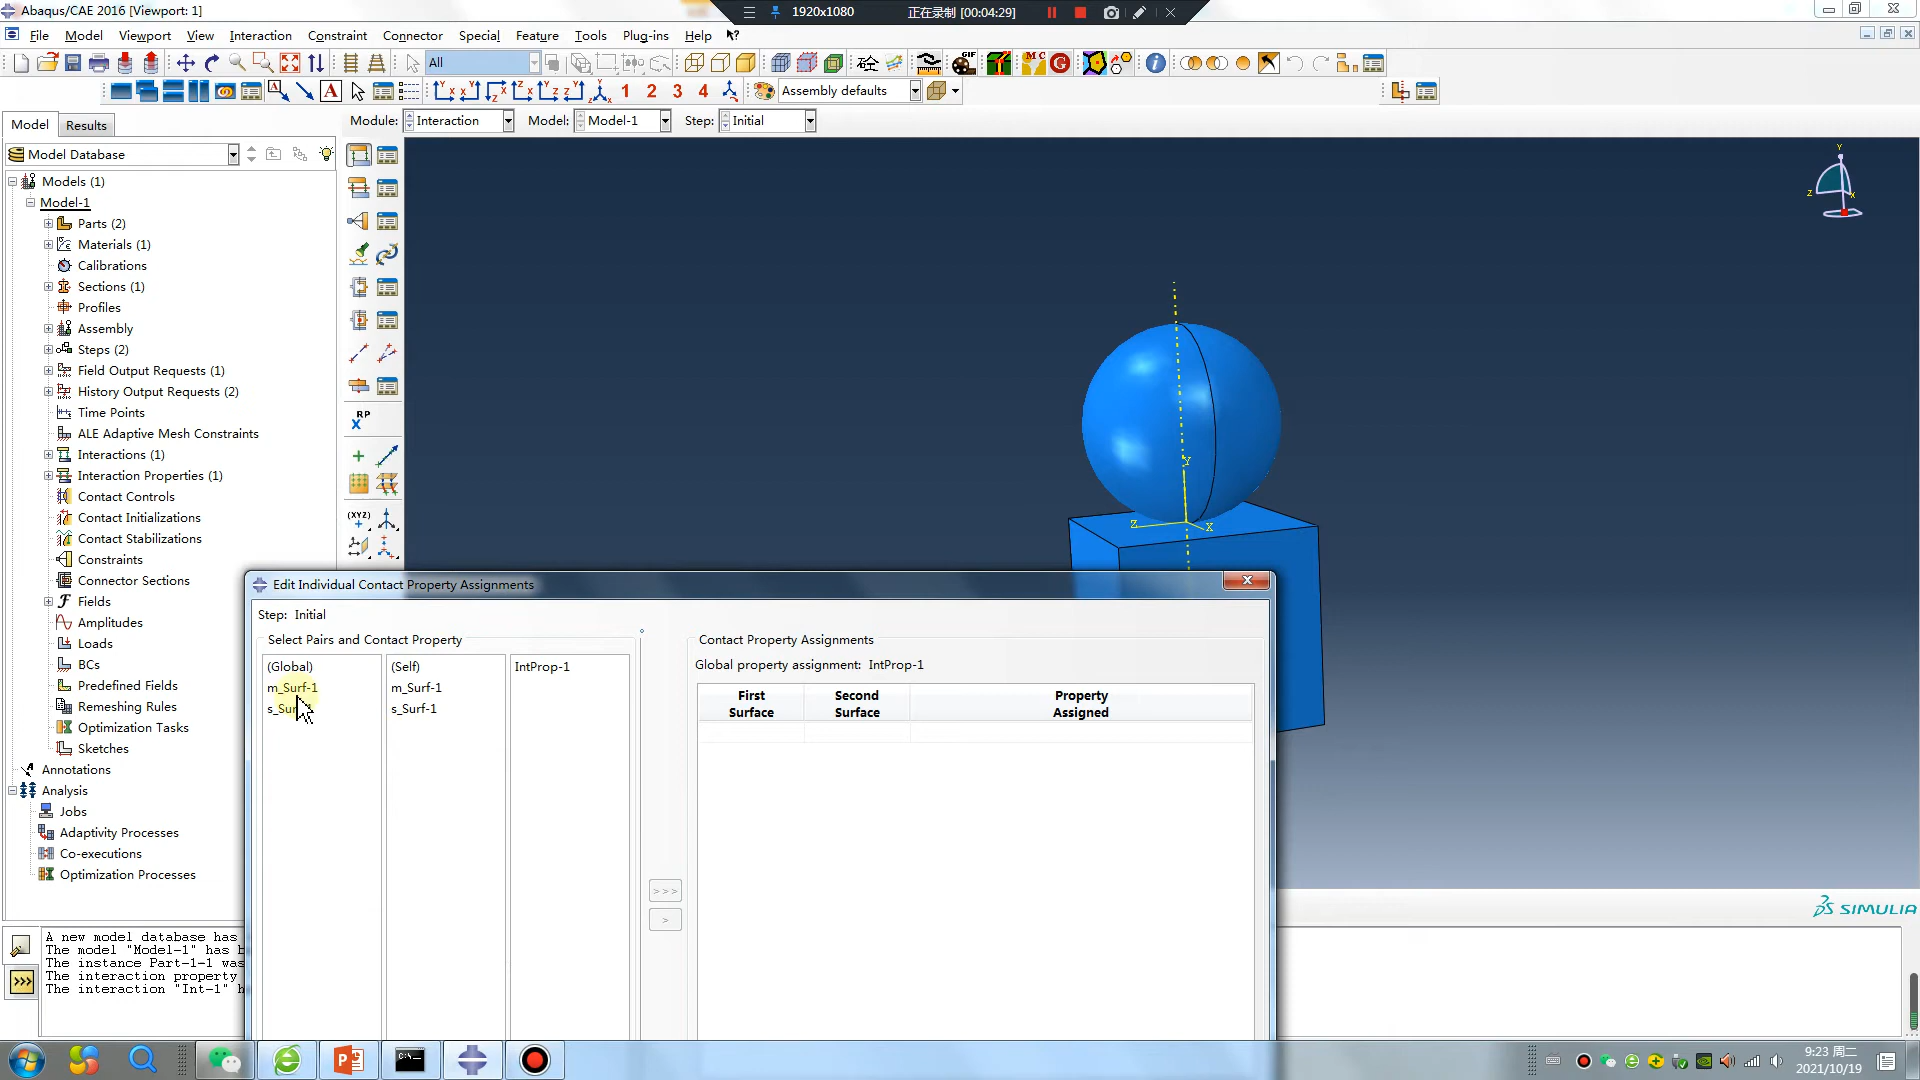 Abaqus/CAE 2016 [Viewport: 1]
1920x1080
正在录制 [00:04:29]
File Model Viewport View Interaction Constraint Connector Special Feature Tools Plug-ins Help
All
GIF
砼
M C
G
1 2 3 4
Assembly defaults
Model Results
Module: Interaction Model: Model-1 Step: Initial
Model Database
Models (1)
Model-1
Parts (2)
Materials (1)
Calibrations
Sections (1)
Profiles
Assembly
Steps (2)
Field Output Requests (1)
History Output Requests (2)
Time Points
ALE Adaptive Mesh Constraints
Interactions (1)
Interaction Properties (1)
Contact Controls
Contact Initializations
Contact Stabilizations
Constraints
Connector Sections
Fields
Amplitudes
Loads
BCs
Predefined Fields
Remeshing Rules
Optimization Tasks
Sketches
Annotations
Analysis
Jobs
Adaptivity Processes
Co-executions
Optimization Processes
RP
(XYZ)
Y
Z
X
Y
Z
X
Edit Individual Contact Property Assignments
Step: Initial
Select Pairs and Contact Property
(Global)
m_Surf-1
(Self)
m_Surf-1
s_Surf-1
IntProp-1
Contact Property Assignments
Global property assignment: IntProp-1
First Surface
Second Surface
Property Assigned
>>>
>
SIMULIA
A new model database has
The model "Model-1" has
The instance Part-1-1 was
The interaction property
The interaction "Int-1"
9:23 周二
2021/10/19